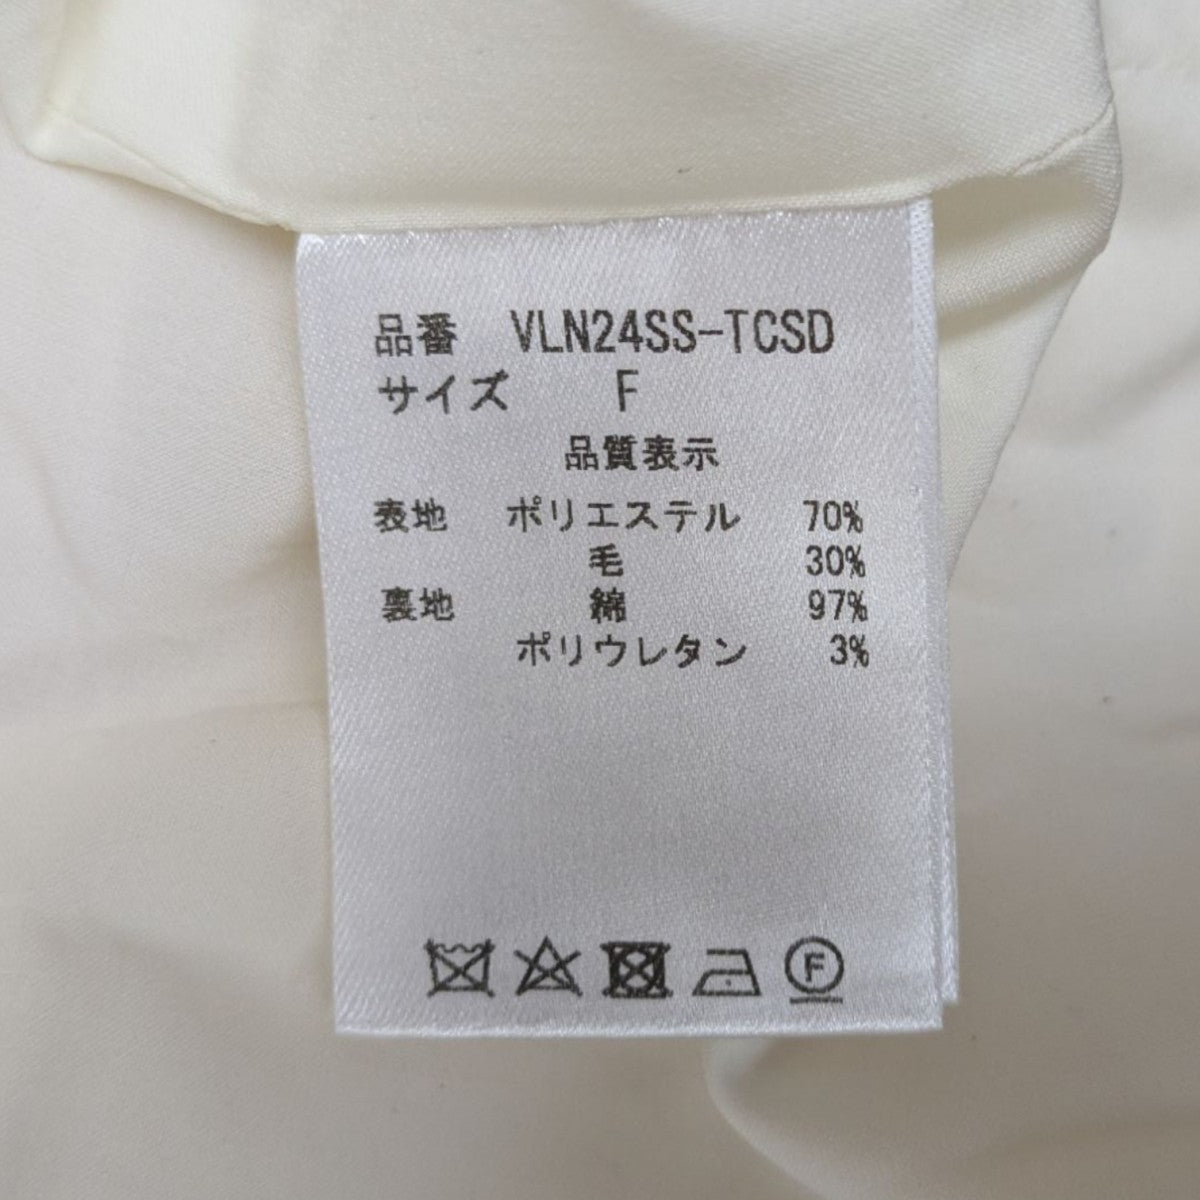 品番 VLN24SS-TCSD
サイズ F
品質表示
表地 ポリエステル 70%
毛 30%
裏地 綿 97%
ポリウレタン 3%
F